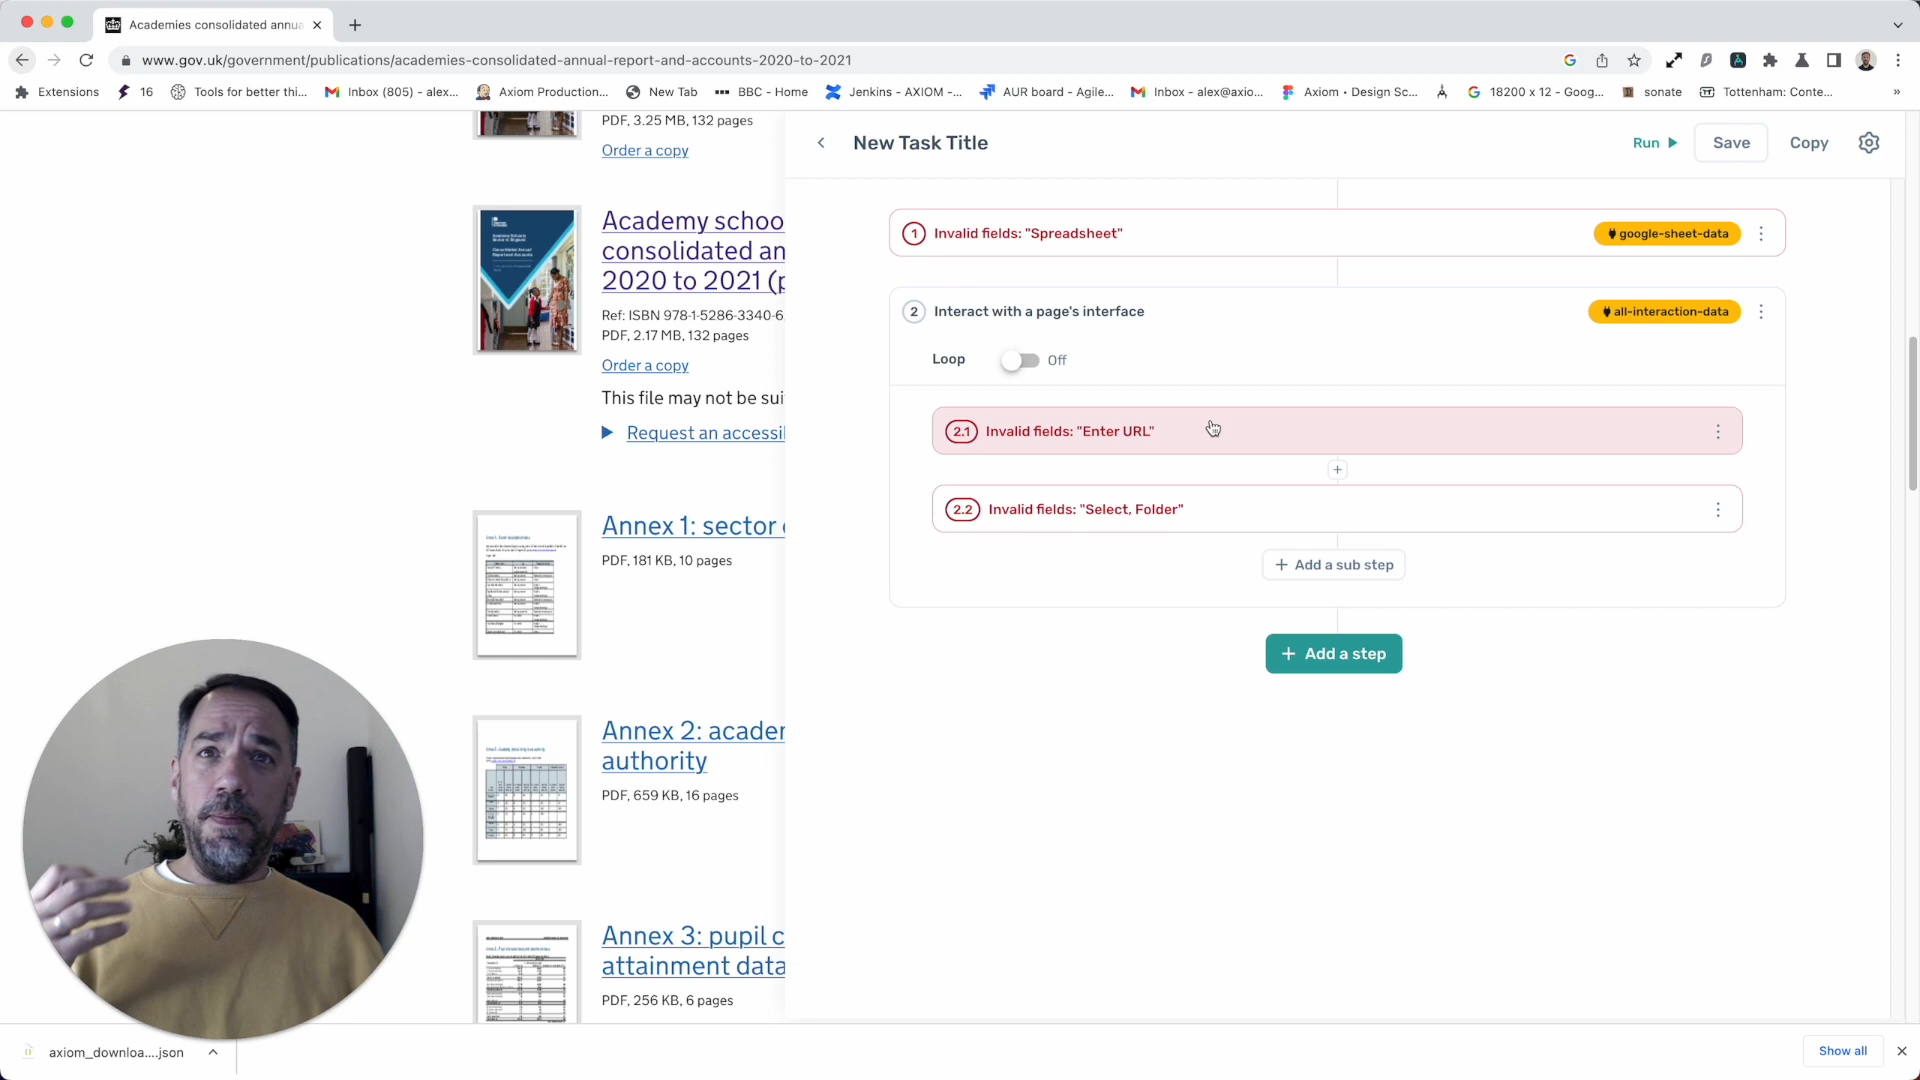 Academies consolidated annua
www.gov.uk/government/publications/academies-consolidated-annual-report-and-accounts-2020-to-2021
Extensions
16
Tools for better thi...
Inbox (805) - alex...
Axiom Production...
New Tab
BBC - Home
Jenkins - AXIOM -...
AUR board - Agile...
Inbox - alex@axio...
Axiom • Design Sc...
18200 x 12 - Goog...
sonate
Tottenham: Conte...
»
PDF, 3.25 MB, 132 pages
Order a copy
Academy schoo
consolidated an
2020 to 2021 (p
Ref: ISBN 978-1-5286-3340-6
PDF, 2.17 MB, 132 pages
Order a copy
This file may not be sui
Request an accessi
Annex 1: sector
PDF, 181 KB, 10 pages
Annex 2: acader
authority
PDF, 659 KB, 16 pages
Annex 3: pupil c
attainment data
PDF, 256 KB, 6 pages
New Task Title
Run
Save
Copy
1 Invalid fields: "Spreadsheet"
google-sheet-data
2 Interact with a page's interface
all-interaction-data
Loop
Off
2.1 Invalid fields: "Enter URL"
2.2 Invalid fields: "Select, Folder"
+ Add a sub step
+ Add a step
axiom_downloa....json
Show all